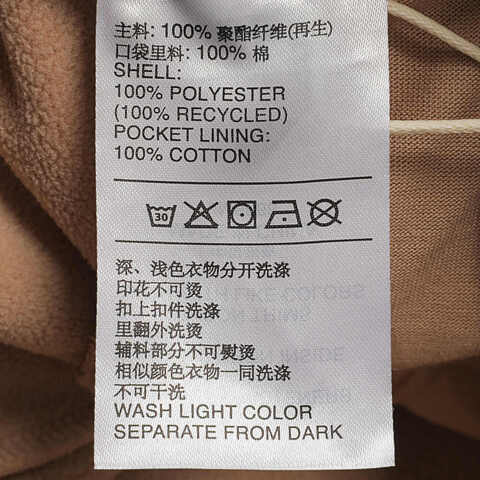 主料: 100% 聚酯纤维(再生)
口袋里料: 100% 棉
SHELL:
100% POLYESTER
(100% RECYCLED)
POCKET LINING:
100% COTTON
30
深、浅色衣物分开洗涤
印花不可烫
扣上扣件洗涤
里翻外洗烫
辅料部分不可熨烫
相似颜色衣物一同洗涤
不可干洗
WASH LIGHT COLOR
SEPARATE FROM DARK